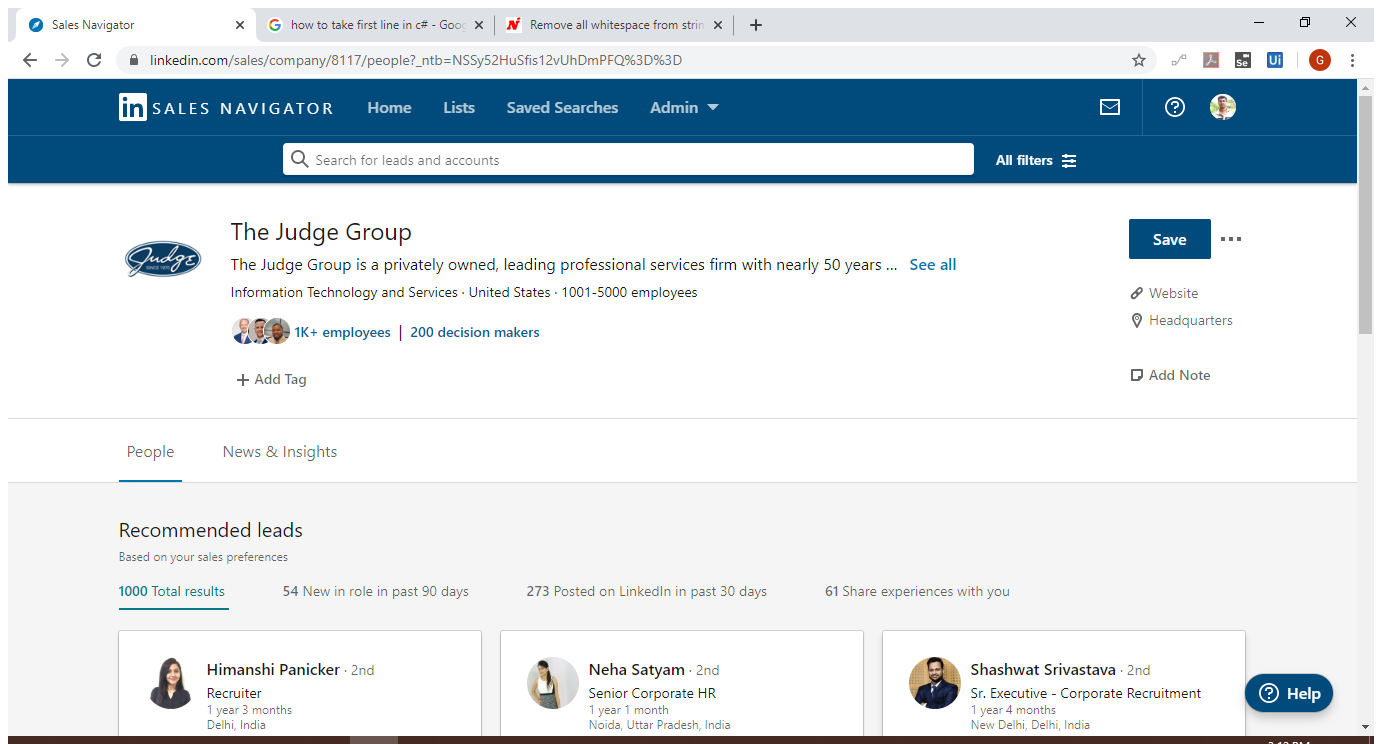 Sales Navigator
how to take first line in c# - Goo
Remove all whitespace from strin
linkedin.com/sales/company/8117/people?_ntb=NSSy52HuSfis12vUhDmPFQ%3D%3D
Se
Ui
G
in SALES NAVIGATOR
Home
Lists
Saved Searches
Admin
Search for leads and accounts
All filters
Judge
SINCE 1970
The Judge Group
Save
The Judge Group is a privately owned, leading professional services firm with nearly 50 years ... See all
Information Technology and Services · United States · 1001-5000 employees
Website
Headquarters
1K+ employees | 200 decision makers
+ Add Tag
Add Note
People
News & Insights
Recommended leads
Based on your sales preferences
1000 Total results
54 New in role in past 90 days
273 Posted on LinkedIn in past 30 days
61 Share experiences with you
Himanshi Panicker · 2nd
Recruiter
1 year 3 months
Delhi, India
Neha Satyam · 2nd
Senior Corporate HR
1 year 1 month
Noida, Uttar Pradesh, India
Shashwat Srivastava · 2nd
Sr. Executive - Corporate Recruitment
1 year 4 months
New Delhi, Delhi, India
Help